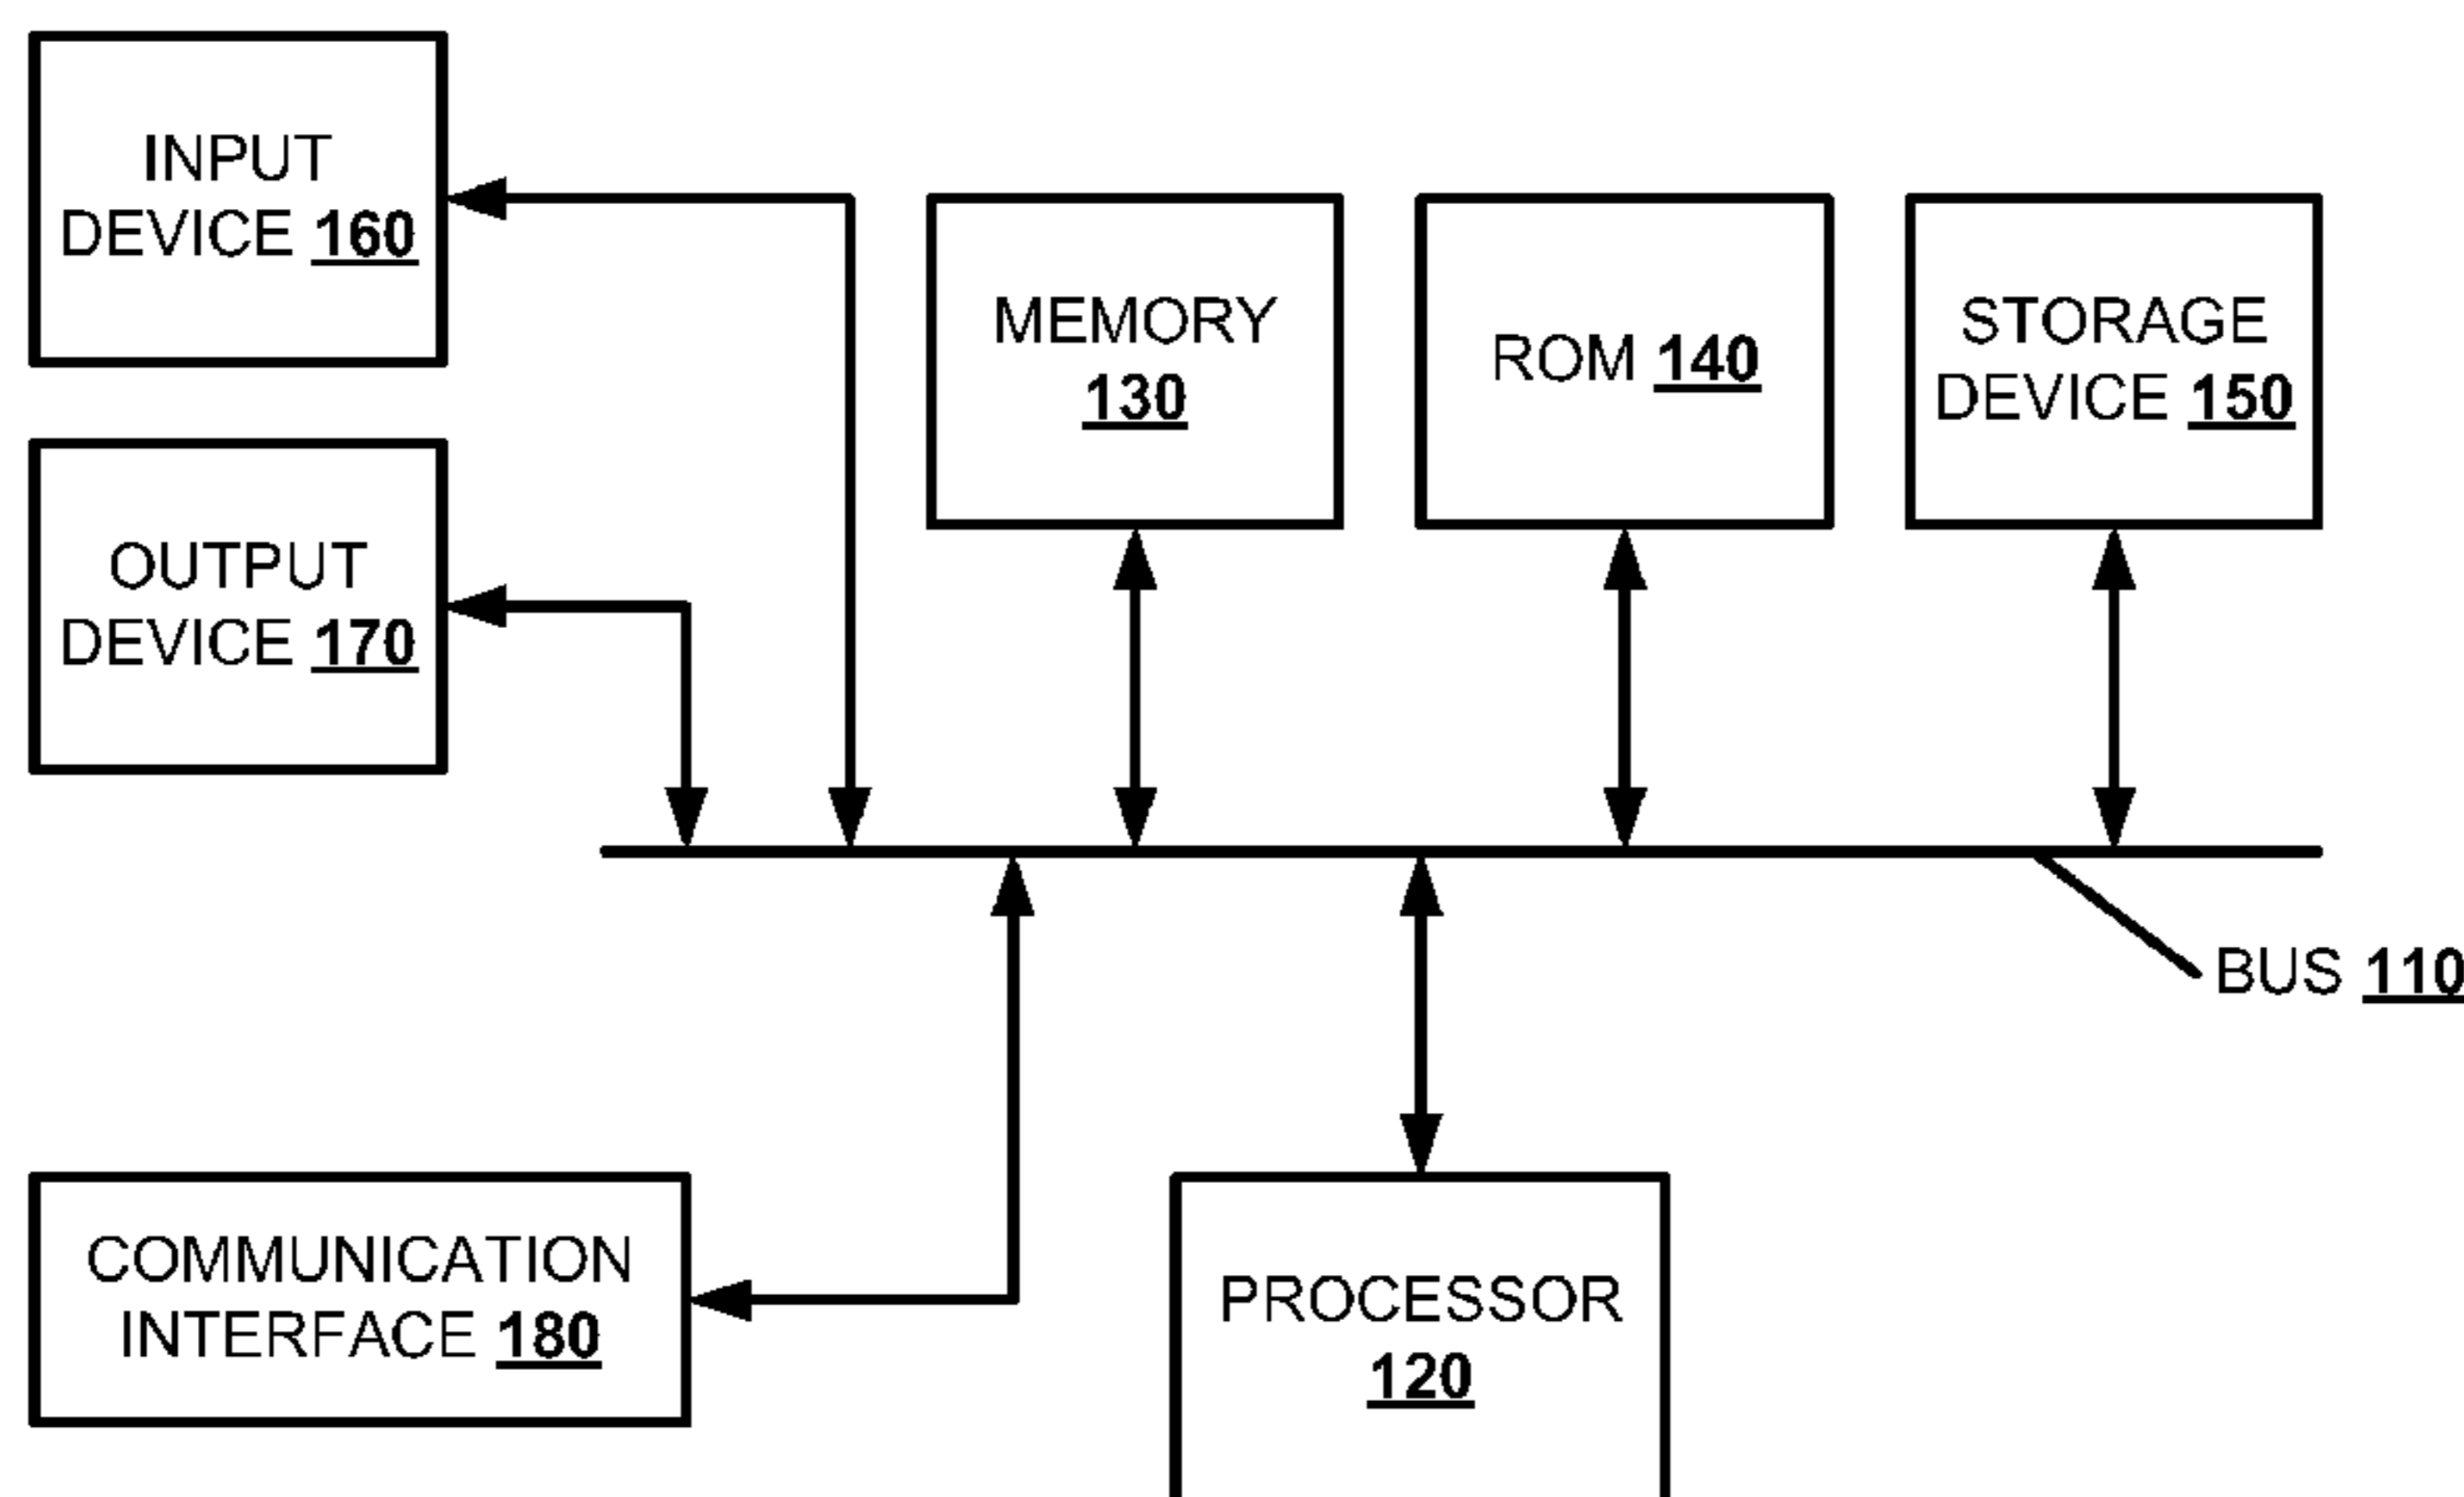 INPUT
DEVICE 160
MEMORY
130
ROM 140
STORAGE
DEVICE 150
OUTPUT
DEVICE 170
BUS 110
COMMUNICATION
INTERFACE 180
PROCESSOR
120